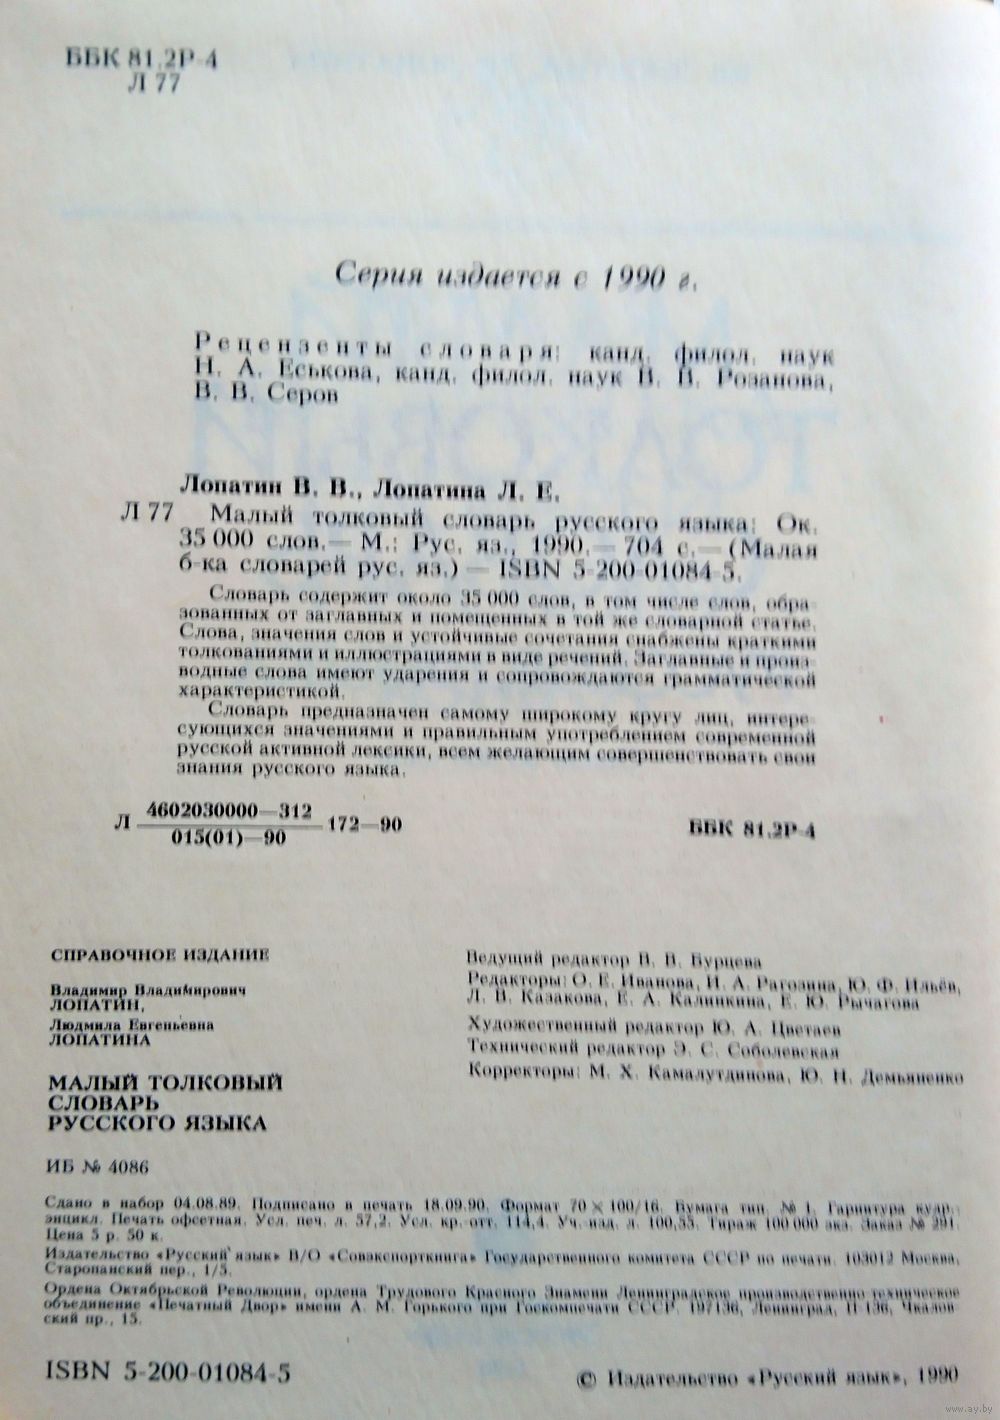 ББК 81.2Р-4
Л 77
Серия издается с 1990 г.
Рецензенты словаря: канд. филол. наук
Н. А. Еськова, канд. филол. наук В. В. Розанова,
В. В. Серов
Лопатин В. В., Лопатина Л. Е.
Л 77 Малый толковый словарь русского языка: Ок.
35 000 слов.— М.: Рус. яз., 1990.— 704 с.— (Малая
б-ка словарей рус. яз.) — ISBN 5-200-01084-5.
Словарь содержит около 35 000 слов, в том числе слов, обра-
зованных от заглавных и помещенных в той же словарной статье.
Слова, значения слов и устойчивые сочетания снабжены краткими
толкованиями и иллюстрациями в виде речений. Заглавные и произ-
водные слова имеют ударения и сопровождаются грамматической
характеристикой.
Словарь предназначен самому широкому кругу лиц, интере-
сующихся значениями и правильным употреблением современной
русской активной лексики, всем желающим совершенствовать свои
знания русского языка.
Л 4602030000—312 / 015(01)—90 172—90 ББК 81.2Р-4
СПРАВОЧНОЕ ИЗДАНИЕ
Владимир Владимирович
ЛОПАТИН,
Людмила Евгеньевна
ЛОПАТИНА
МАЛЫЙ ТОЛКОВЫЙ
СЛОВАРЬ
РУССКОГО ЯЗЫКА
Ведущий редактор В. В. Бурцева
Редакторы: О. Е. Иванова, И. А. Рагозина, Ю. Ф. Ильёв,
Л. В. Казакова, Е. А. Калинкина, Е. Ю. Рычагова
Художественный редактор Ю. А. Цветаев
Технический редактор Э. С. Соболевская
Корректоры: М. Х. Камалутдинова, Ю. Н. Демьяненко
ИБ № 4086
Сдано в набор 04.08.89. Подписано в печать 18.09.90. Формат 70 × 100/16. Бумага тип. № 1. Гарнитура кудр.
энцикл. Печать офсетная. Усл. печ. л. 57,2. Усл. кр.-отт. 114,4. Уч.-изд. л. 100,55. Тираж 100 000 экз. Заказ № 291.
Цена 5 р. 50 к.
Издательство «Русский язык» В/О «Совэкспорткнига» Государственного комитета СССР по печати. 103012 Москва,
Старопанский пер., 1/5.
Ордена Октябрьской Революции, ордена Трудового Красного Знамени Ленинградское производственно-техническое
объединение «Печатный Двор» имени А. М. Горького при Госкомпечати СССР. 197136, Ленинград, П-136, Чкалов-
ский пр., 15.
ISBN 5-200-01084-5
© Издательство «Русский язык», 1990
www.ay.by